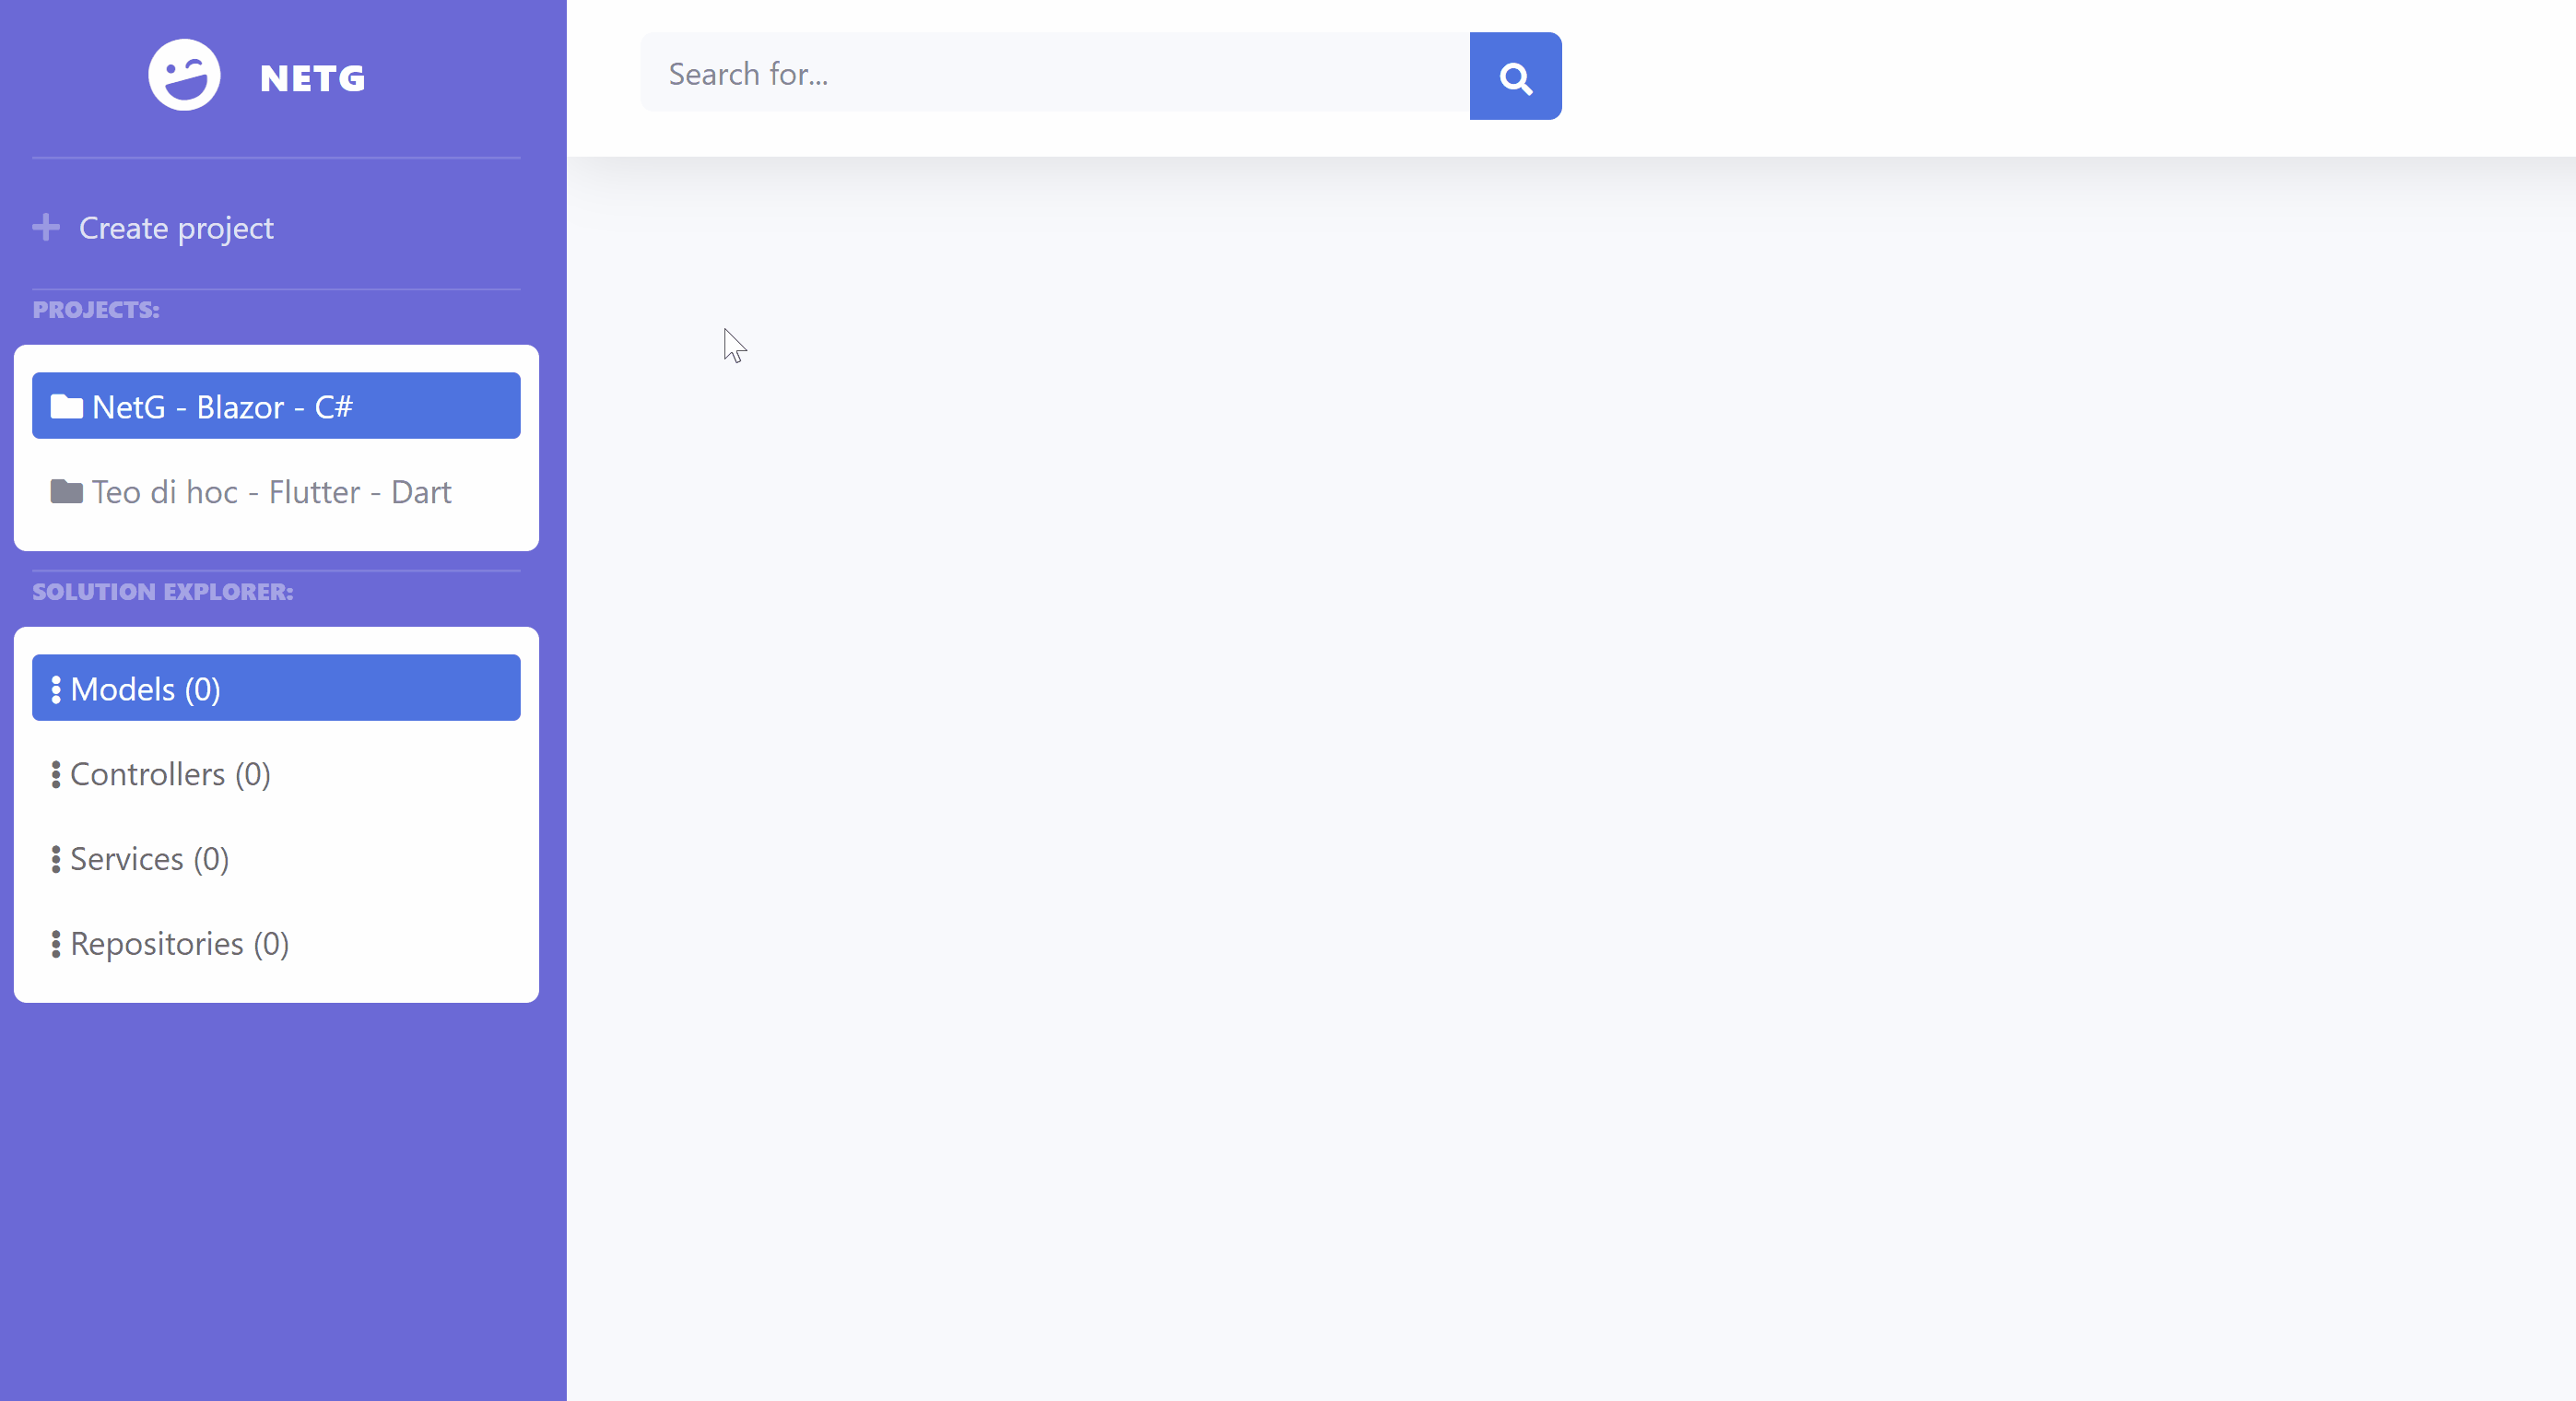 NETG
Search for...
Create project
PROJECTS:
NetG - Blazor - C#
Teo di hoc - Flutter - Dart
SOLUTION EXPLORER:
Models (0)
Controllers (0)
Services (0)
Repositories (0)